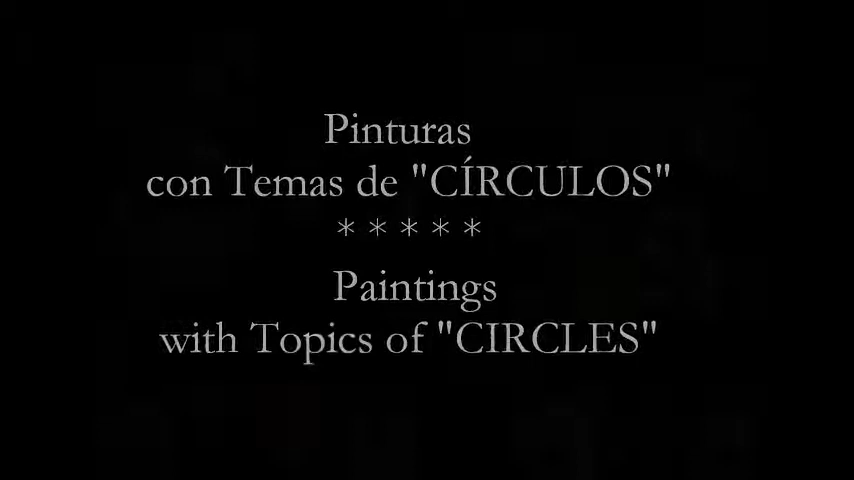 Pinturas
con Temas de "CÍRCULOS"
* * * * *
Paintings
with Topics of "CIRCLES"